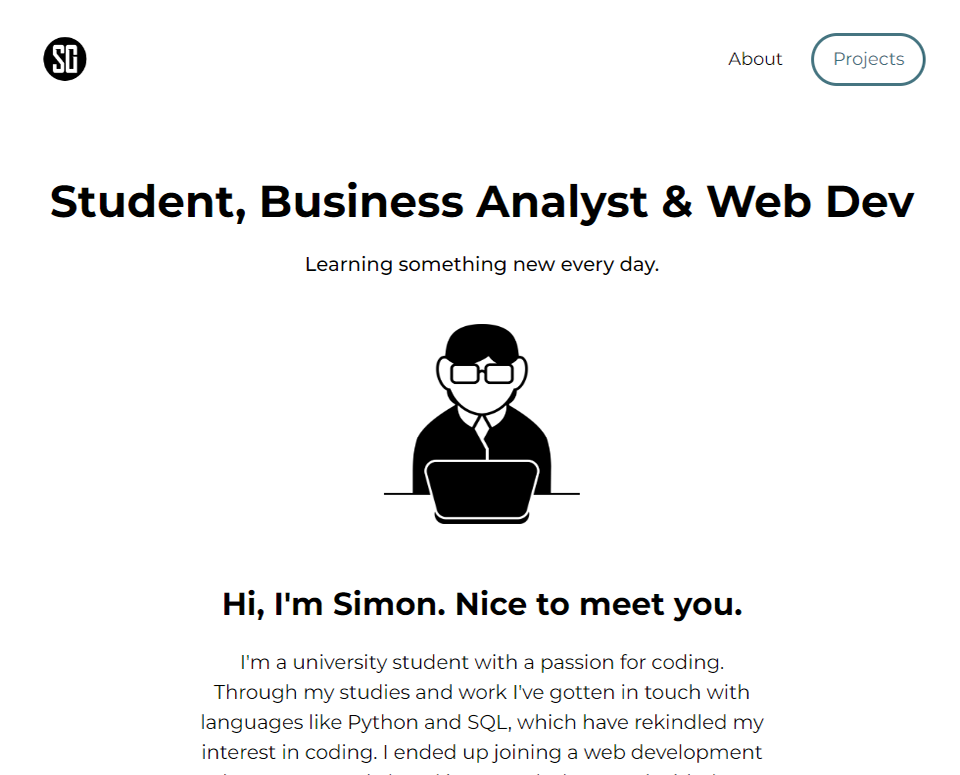 SG
About
Projects
Student, Business Analyst & Web Dev
Learning something new every day.
Hi, I'm Simon. Nice to meet you.
I'm a university student with a passion for coding.
Through my studies and work I've gotten in touch with
languages like Python and SQL, which have rekindled my
interest in coding. I ended up joining a web development